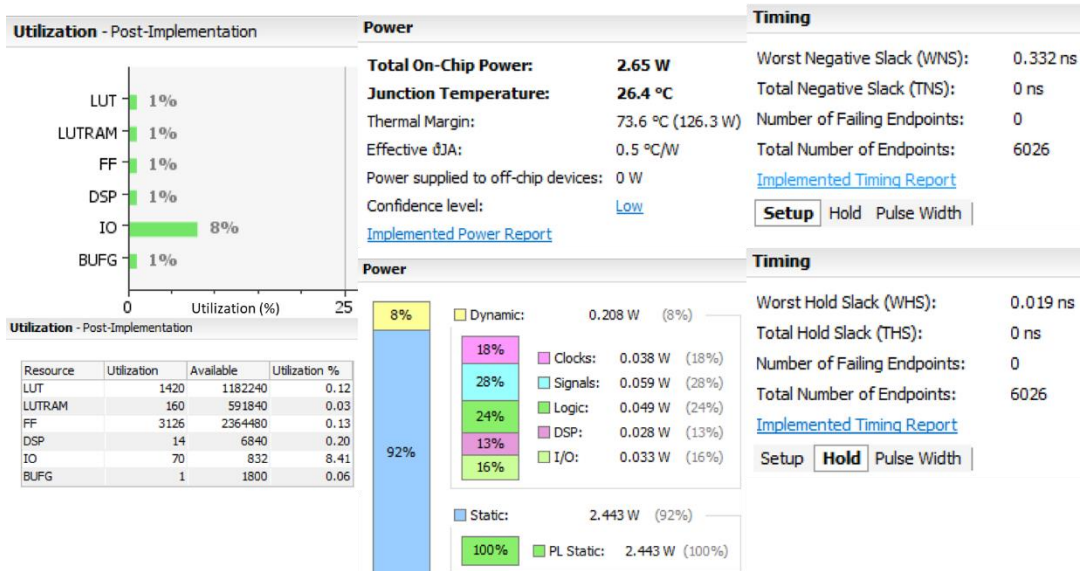 Utilization - Post-Implementation
LUT 1%
LUTRAM 1%
FF 1%
DSP 1%
IO 8%
BUFG 1%
0 Utilization (%) 25
Utilization - Post-Implementation
Resource Utilization Available Utilization %
LUT 1420 1182240 0.12
LUTRAM 160 591840 0.03
FF 3126 2364480 0.13
DSP 14 6840 0.20
IO 70 832 8.41
BUFG 1 1800 0.06
Power
Total On-Chip Power: 2.65 W
Junction Temperature: 26.4 °C
Thermal Margin: 73.6 °C (126.3 W)
Effective ϑJA: 0.5 °C/W
Power supplied to off-chip devices: 0 W
Confidence level: Low
Implemented Power Report
Power
8%
92%
Dynamic: 0.208 W (8%)
18% Clocks: 0.038 W (18%)
28% Signals: 0.059 W (28%)
24% Logic: 0.049 W (24%)
13% DSP: 0.028 W (13%)
16% I/O: 0.033 W (16%)
Static: 2.443 W (92%)
100% PL Static: 2.443 W (100%)
Timing
Worst Negative Slack (WNS): 0.332 ns
Total Negative Slack (TNS): 0 ns
Number of Failing Endpoints: 0
Total Number of Endpoints: 6026
Implemented Timing Report
Setup Hold Pulse Width
Timing
Worst Hold Slack (WHS): 0.019 ns
Total Hold Slack (THS): 0 ns
Number of Failing Endpoints: 0
Total Number of Endpoints: 6026
Implemented Timing Report
Setup Hold Pulse Width